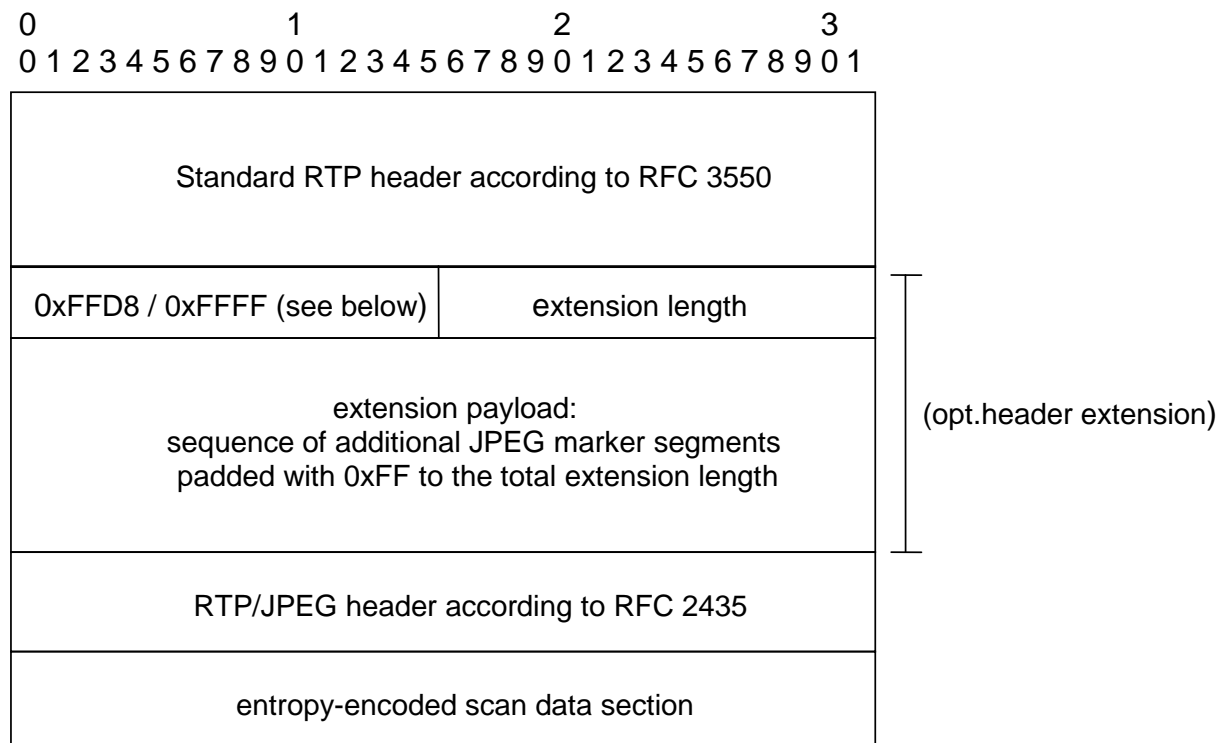 0 1 2 3
0 1 2 3 4 5 6 7 8 9 0 1 2 3 4 5 6 7 8 9 0 1 2 3 4 5 6 7 8 9 0 1
Standard RTP header according to RFC 3550
0xFFD8 / 0xFFFF (see below) extension length
extension payload:
sequence of additional JPEG marker segments
padded with 0xFF to the total extension length
(opt.header extension)
RTP/JPEG header according to RFC 2435
entropy-encoded scan data section